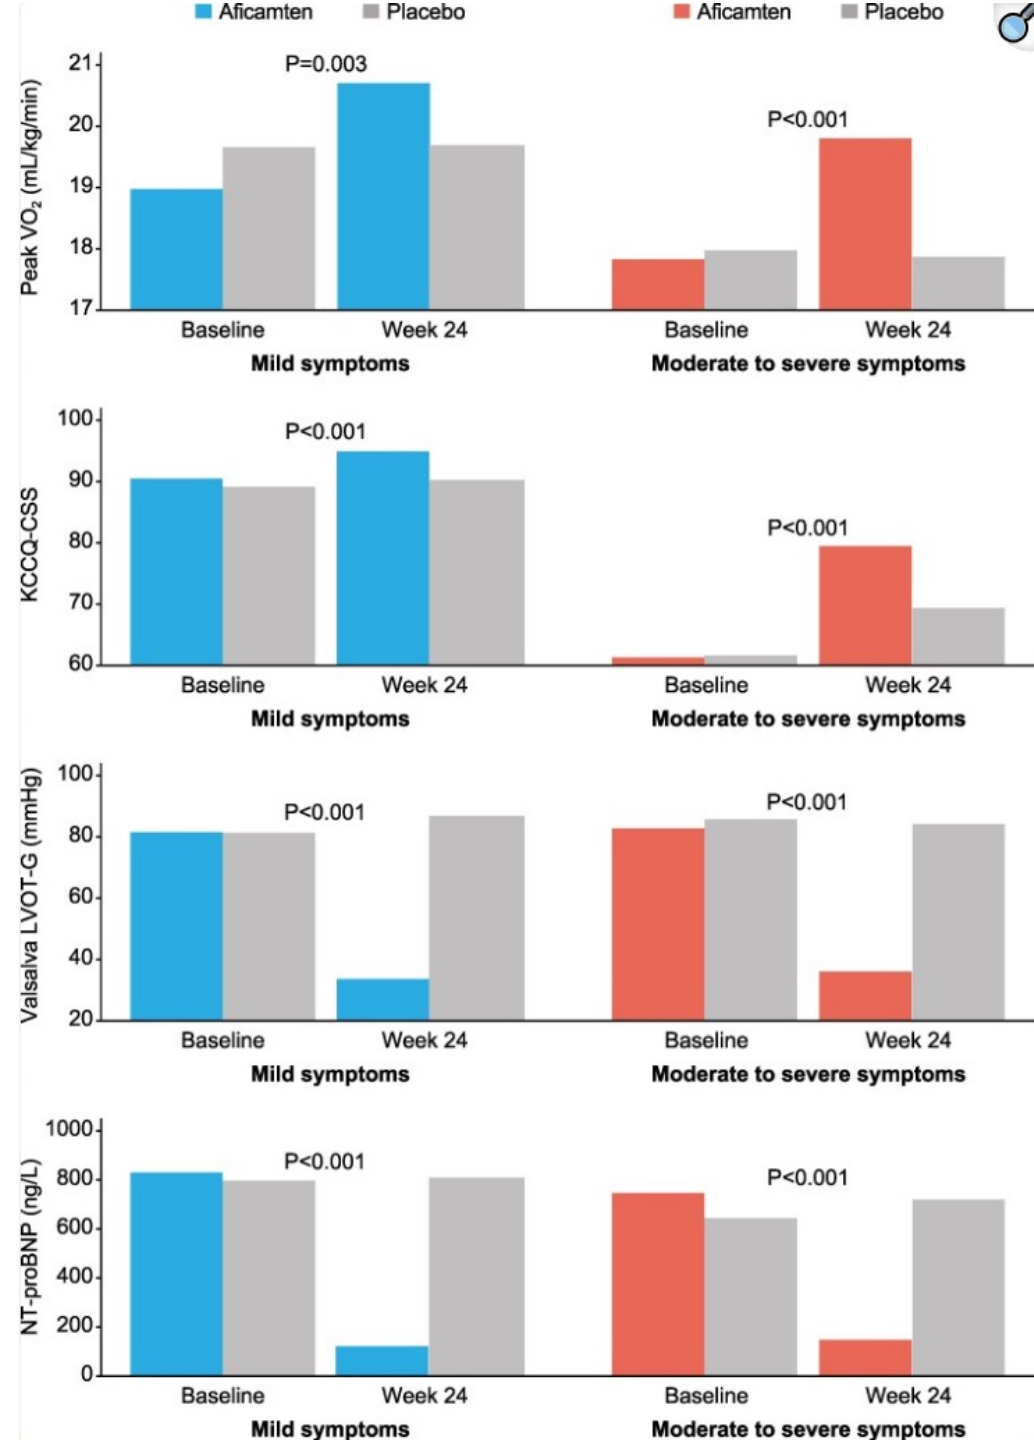 Aficamten Placebo Aficamten Placebo
Peak VO₂ (mL/kg/min)
21
20
19
18
17
P=0.003
P<0.001
Baseline Week 24 Baseline Week 24
Mild symptoms Moderate to severe symptoms
KCCQ-CSS
100
90
80
70
60
P<0.001
P<0.001
Baseline Week 24 Baseline Week 24
Mild symptoms Moderate to severe symptoms
Valsalva LVOT-G (mmHg)
100
80
60
40
20
P<0.001
P<0.001
Baseline Week 24 Baseline Week 24
Mild symptoms Moderate to severe symptoms
NT-proBNP (ng/L)
1000
800
600
400
200
0
P<0.001
P<0.001
Baseline Week 24 Baseline Week 24
Mild symptoms Moderate to severe symptoms